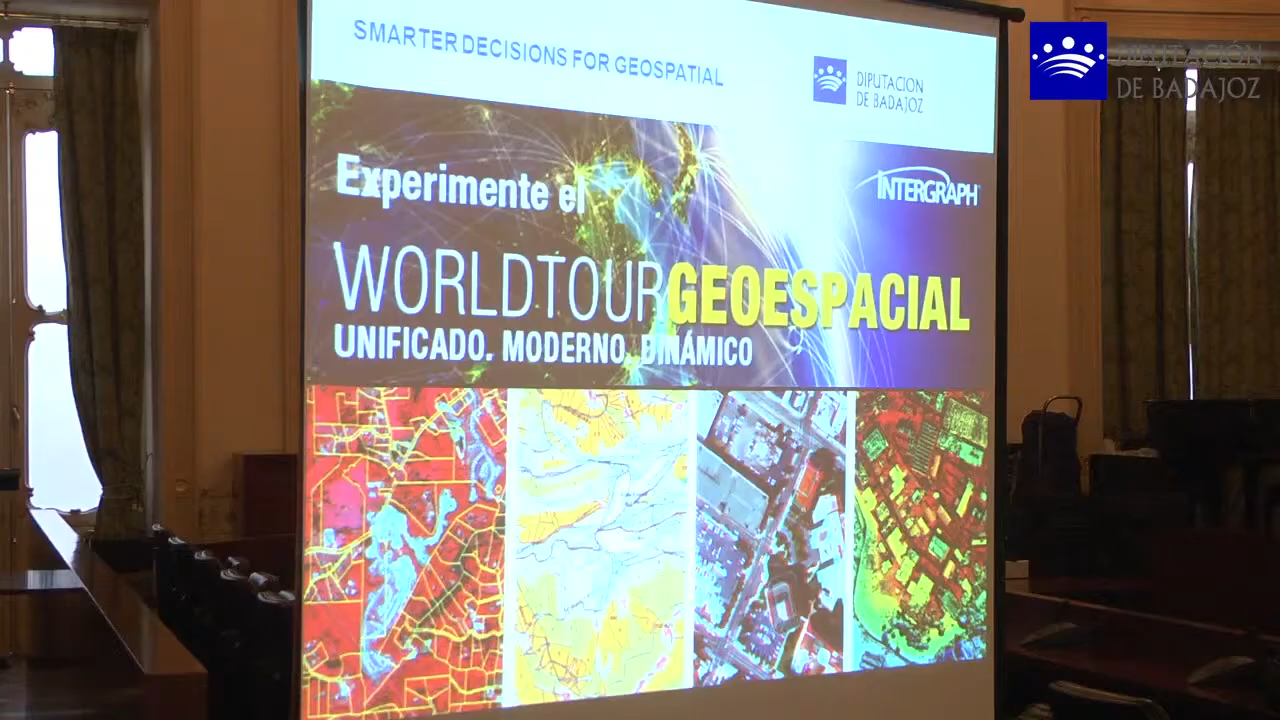 SMARTER DECISIONS FOR GEOSPATIAL
DIPUTACION
DE BADAJOZ
DIPUTACIÓN
DE BADAJOZ
Experimente el
INTERGRAPH
WORLDTOURGEOESPACIAL
UNIFICADO. MODERNO. DINÁMICO